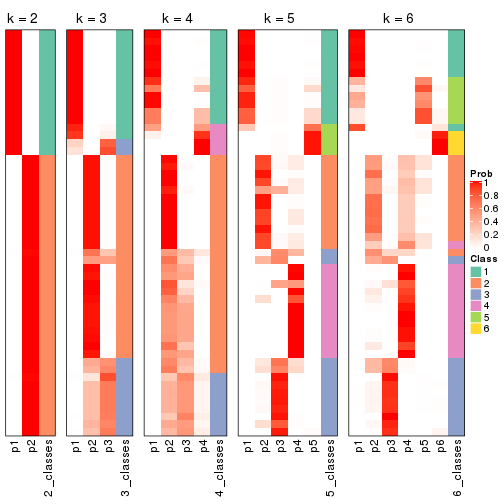 k = 2
k = 3
k = 4
k = 5
k = 6
Prob
1
0.8
0.6
0.4
0.2
0
Class
1
2
3
4
5
6
p1
p2
2_classes
p1
p2
p3
3_classes
p1
p2
p3
p4
4_classes
p1
p2
p3
p4
p5
5_classes
p1
p2
p3
p4
p5
p6
6_classes